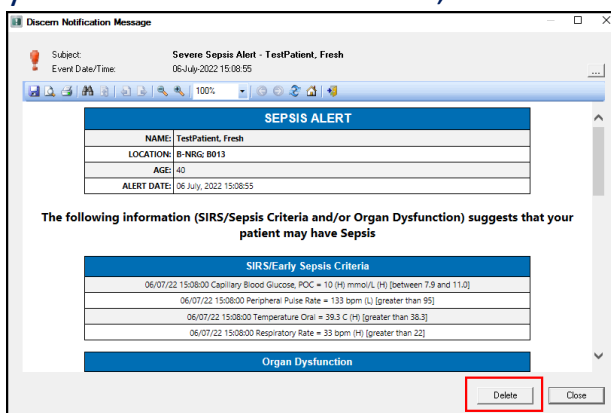 Discern Notification Message
Subject: Severe Sepsis Alert - TestPatient, Fresh
Event Date/Time: 06-July-2022 15:08:55
...
100%
SEPSIS ALERT
NAME: TestPatient, Fresh
LOCATION: B-NRG; B013
AGE: 40
ALERT DATE: 06 July, 2022 15:08:55
The following information (SIRS/Sepsis Criteria and/or Organ Dysfunction) suggests that your
patient may have Sepsis
SIRS/Early Sepsis Criteria
06/07/22 15:08:00 Capillary Blood Glucose, POC = 10 (H) mmol/L (H) [between 7.9 and 11.0]
06/07/22 15:08:00 Peripheral Pulse Rate = 133 bpm (L) [greater than 95]
06/07/22 15:08:00 Temperature Oral = 39.3 C (H) [greater than 38.3]
06/07/22 15:08:00 Respiratory Rate = 33 bpm (H) [greater than 22]
Organ Dysfunction
Delete Close